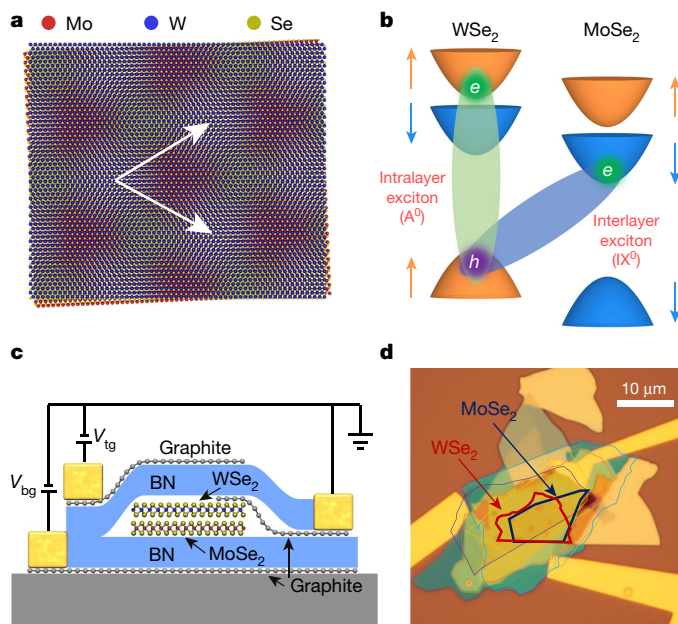 a
Mo W Se
b
WSe₂ MoSe₂
e
e
Intralayer
exciton
(A⁰)
Interlayer
exciton
(IX⁰)
h
c
Vtg
Vbg
Graphite
BN
WSe₂
BN
MoSe₂
Graphite
d
10 μm
MoSe₂
WSe₂